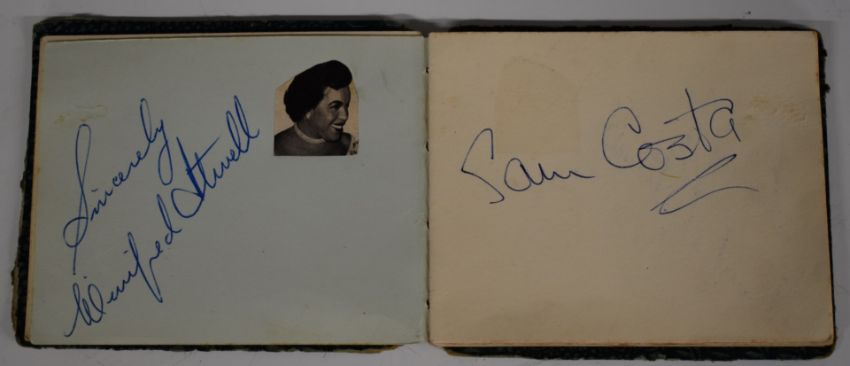 Sincerely
Winifred Atwell
Sam Costa